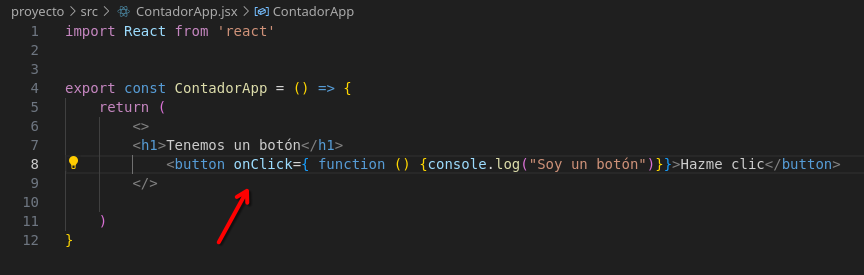 proyecto > src > ContadorApp.jsx > ContadorApp
1 import React from 'react'
2
3
4 export const ContadorApp = () => {
5 return (
6 <>
7 <h1>Tenemos un botón</h1>
8 <button onClick={ function () {console.log("Soy un botón")}}>Hazme clic</button>
9 </>
10
11 )
12 }